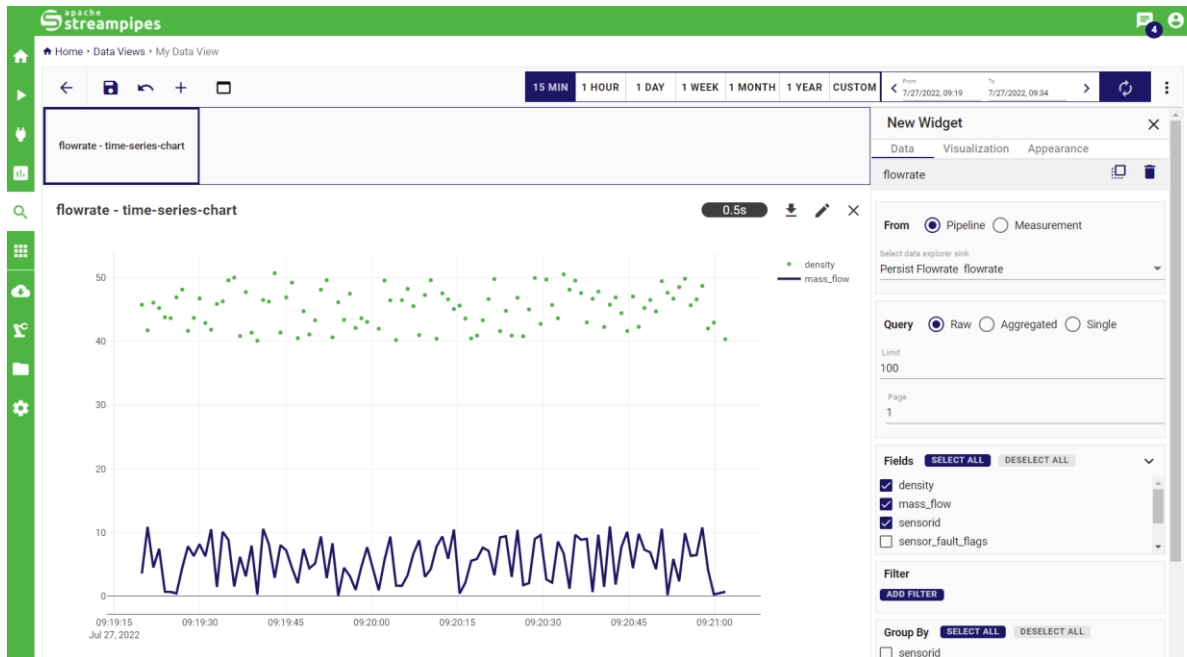 apache
streampipes
4
Home • Data Views • My Data View
15 MIN 1 HOUR 1 DAY 1 WEEK 1 MONTH 1 YEAR CUSTOM
From To
7/27/2022, 09:19 7/27/2022, 09:34
flowrate - time-series-chart
flowrate - time-series-chart
0.5s
density
mass_flow
50
40
30
20
10
0
09:19:15 09:19:30 09:19:45 09:20:00 09:20:15 09:20:30 09:20:45 09:21:00
Jul 27, 2022
New Widget
Data Visualization Appearance
flowrate
From Pipeline Measurement
Select data explorer sink
Persist Flowrate flowrate
Query Raw Aggregated Single
Limit
100
Page
1
Fields SELECT ALL DESELECT ALL
density
mass_flow
sensorid
sensor_fault_flags
Filter
ADD FILTER
Group By SELECT ALL DESELECT ALL
sensorid